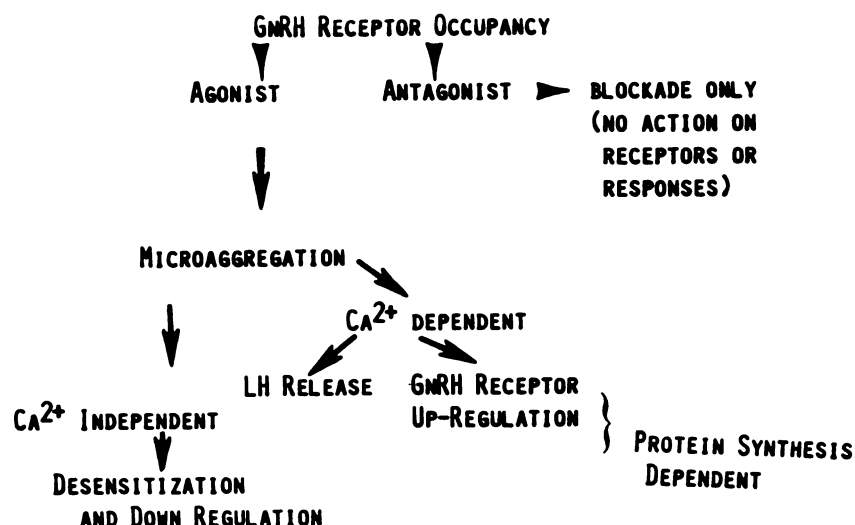 GnRH Receptor Occupancy
Agonist
Antagonist
BLOCKADE ONLY
(NO ACTION ON
RECEPTORS OR
RESPONSES)
Microaggregation
Ca2+ DEPENDENT
LH Release
GnRH Receptor
Up-Regulation
Ca2+ Independent
Protein Synthesis
Dependent
Desensitization
AND Down Regulation